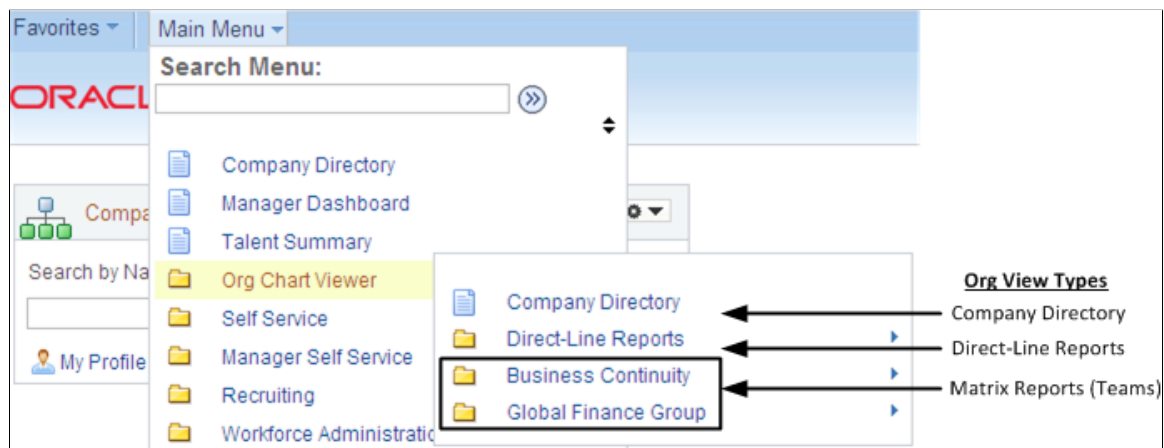 Favorites
Main Menu
Search Menu:
ORACL
Company Directory
Manager Dashboard
Compa
Talent Summary
Search by Na
Org Chart Viewer
Org View Types
Company Directory
Company Directory
Self Service
Direct-Line Reports
Direct-Line Reports
My Profile
Manager Self Service
Business Continuity
Matrix Reports (Teams)
Recruiting
Global Finance Group
Workforce Administratio